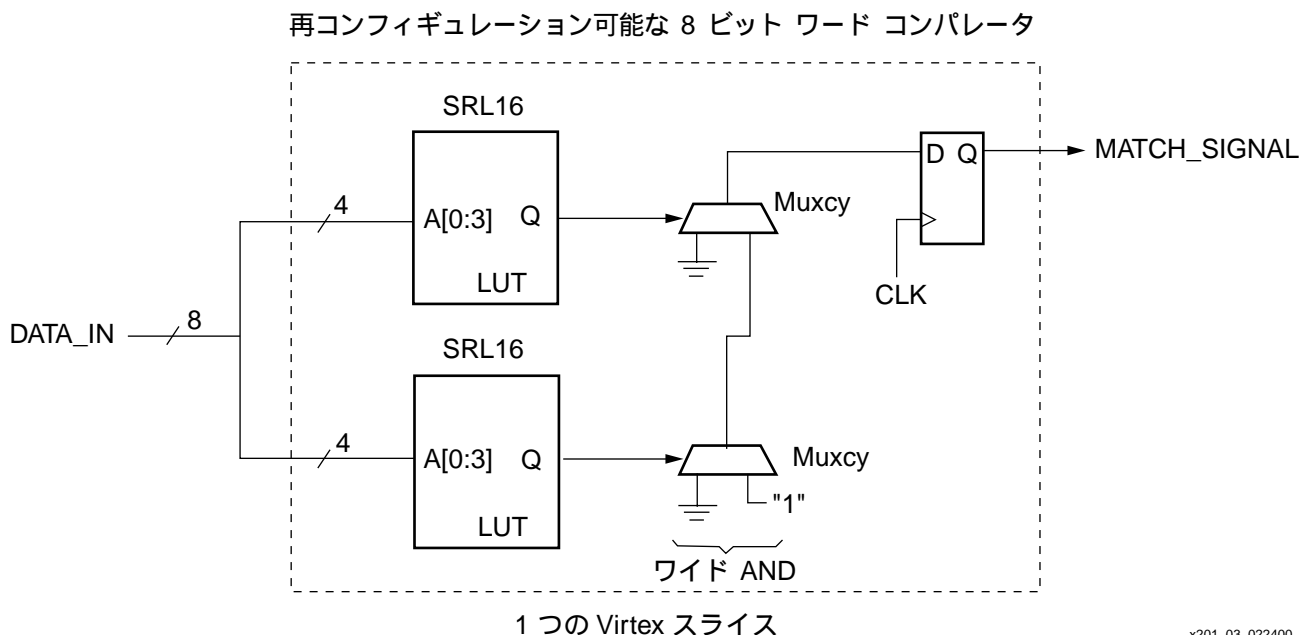 再コンフィギュレーション可能な 8 ビット ワード コンパレータ
SRL16
A[0:3] Q
LUT
4
Muxcy
D Q
CLK
MATCH_SIGNAL
DATA_IN
8
SRL16
4
A[0:3] Q
LUT
Muxcy
"1"
ワイド AND
1 つの Virtex スライス
x201_03_022400